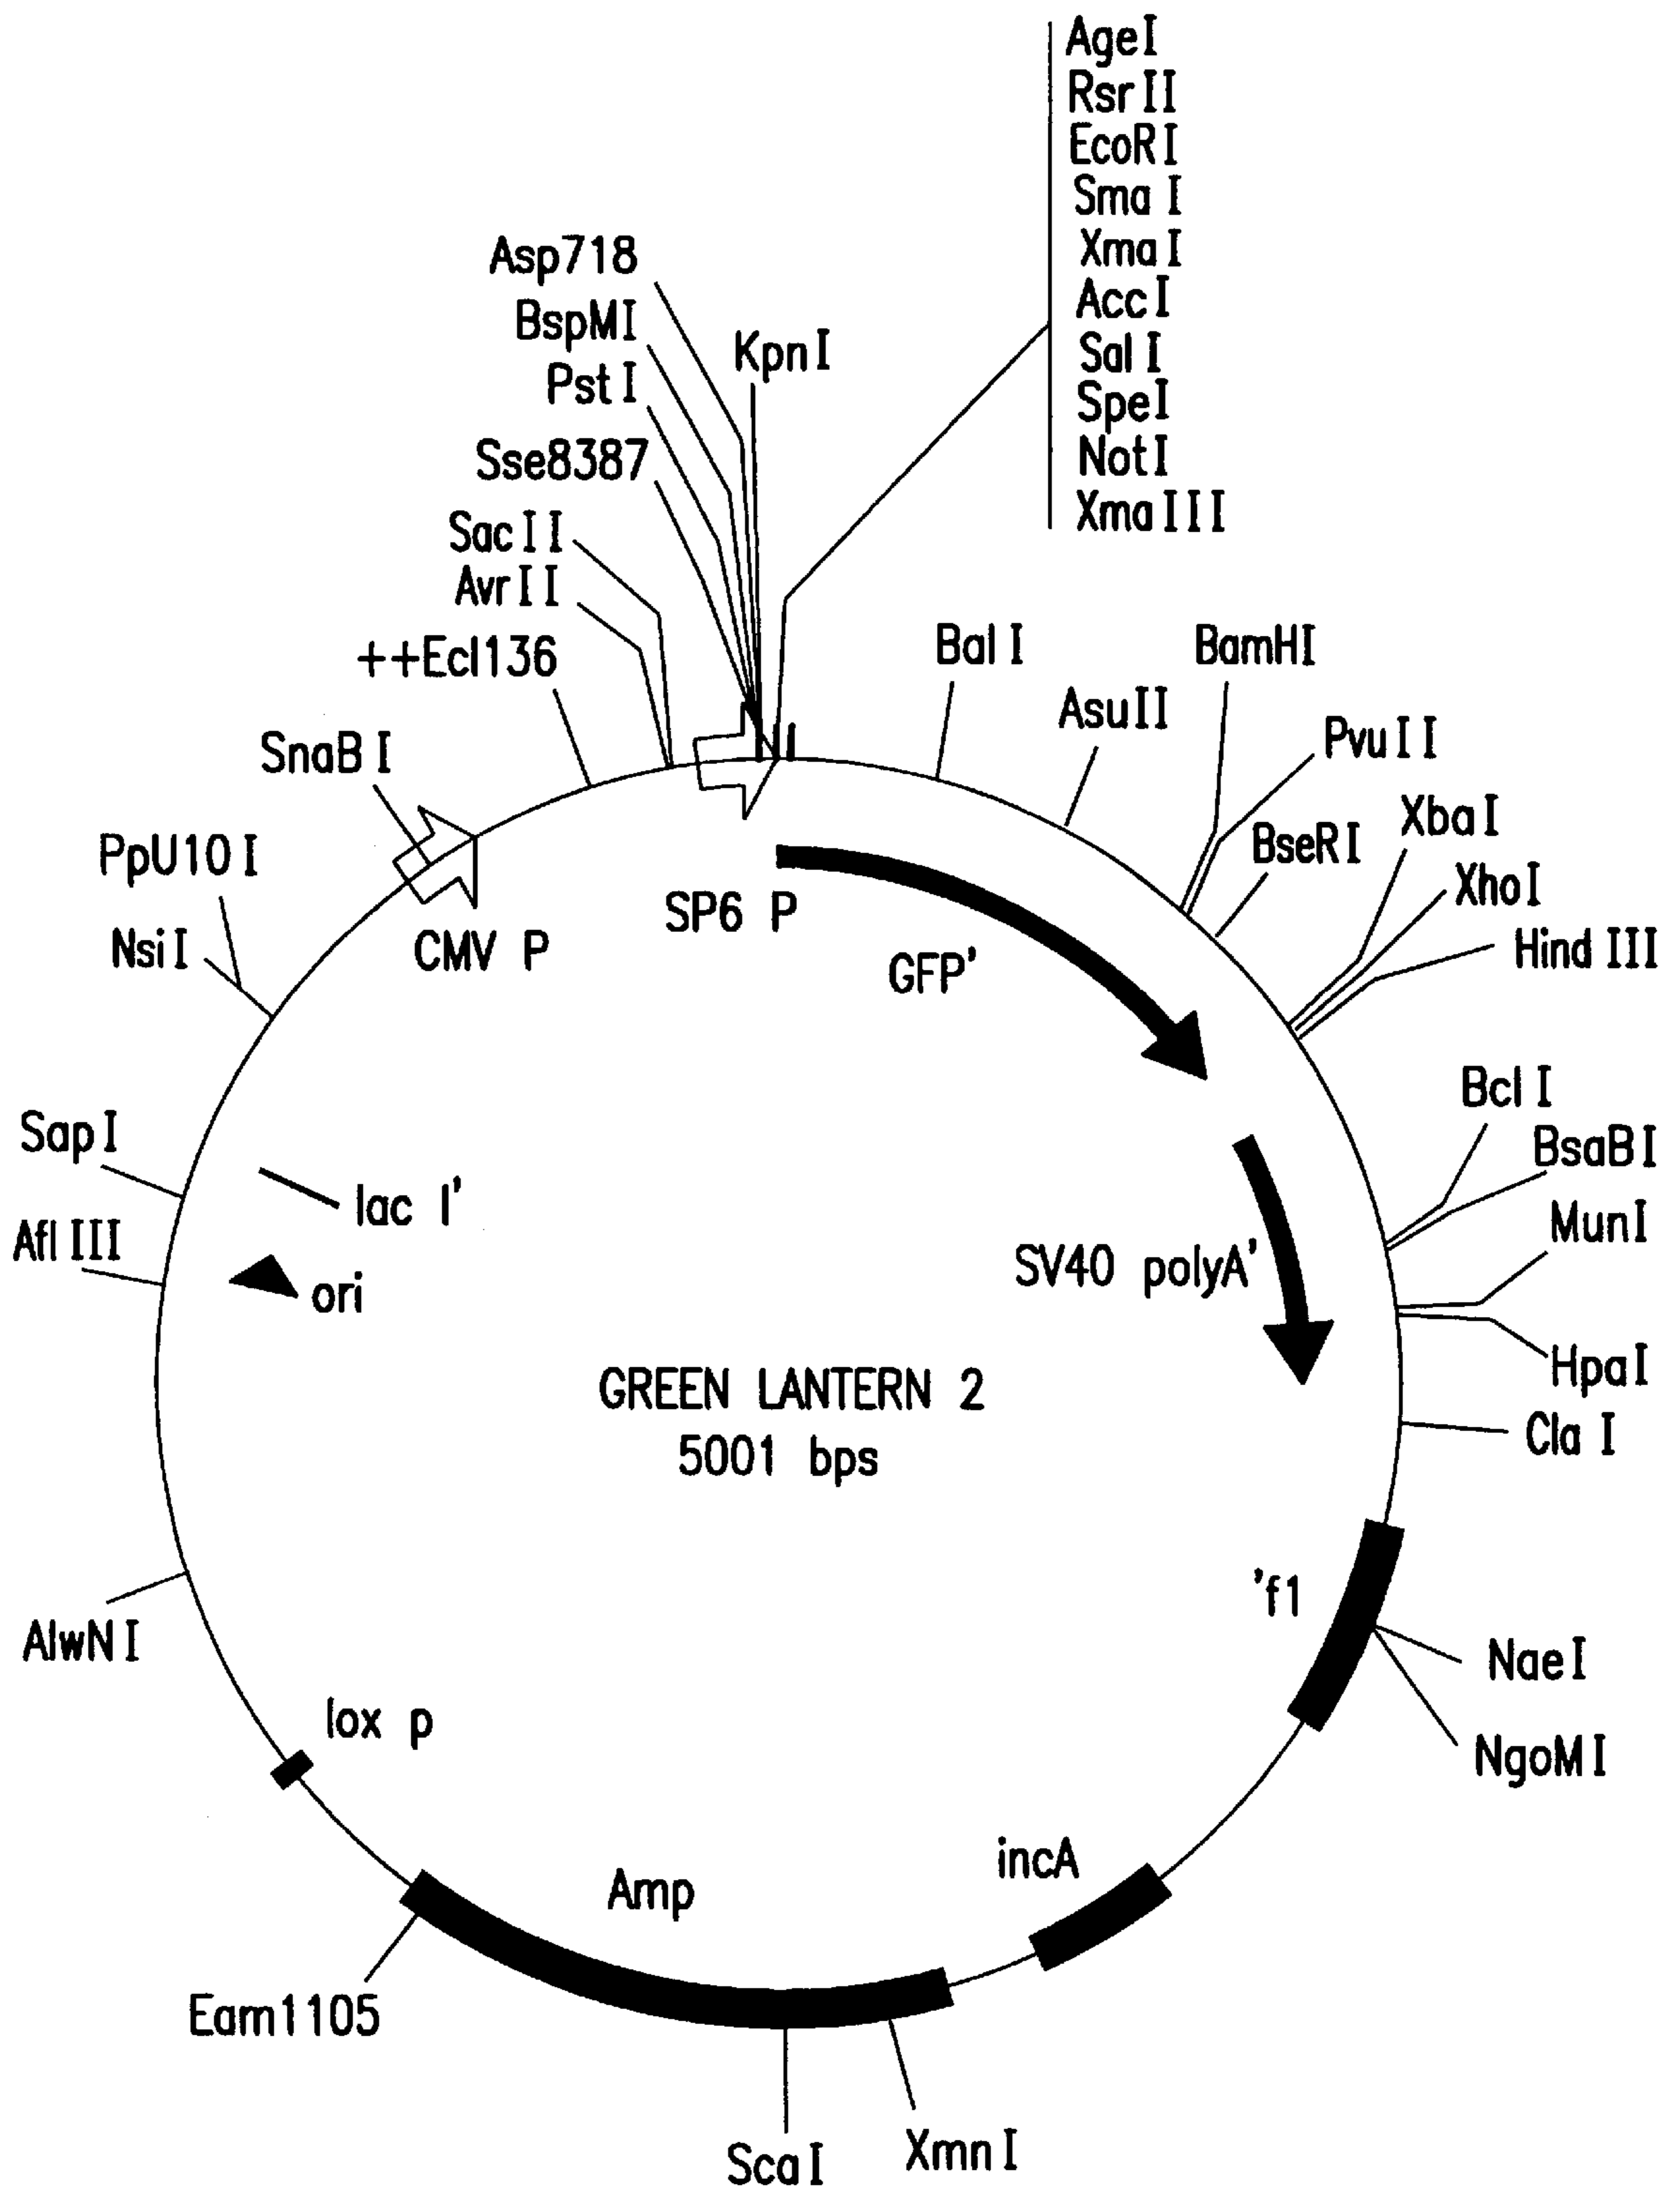 AgeI
RsrII
EcoRI
SmaI
XmaI
AccI
SalI
SpeI
NotI
XmaIII
Asp718
BspMI
PstI
Sse8387
SacII
AvrII
++Ecl136
SnaBI
PpU10I
NsiI
SapI
AflIII
AlwNI
KpnI
BalI
AsuII
BamHI
PvuII
BseRI
XbaI
XhoI
HindIII
BclI
BsaBI
MunI
HpaI
ClaI
NaeI
NgoMI
CMV P
SP6 P
GFP'
SV40 polyA'
lac I'
ori
GREEN LANTERN 2
5001 bps
'f1
lox p
incA
Amp
Eam1105
ScaI
XmnI